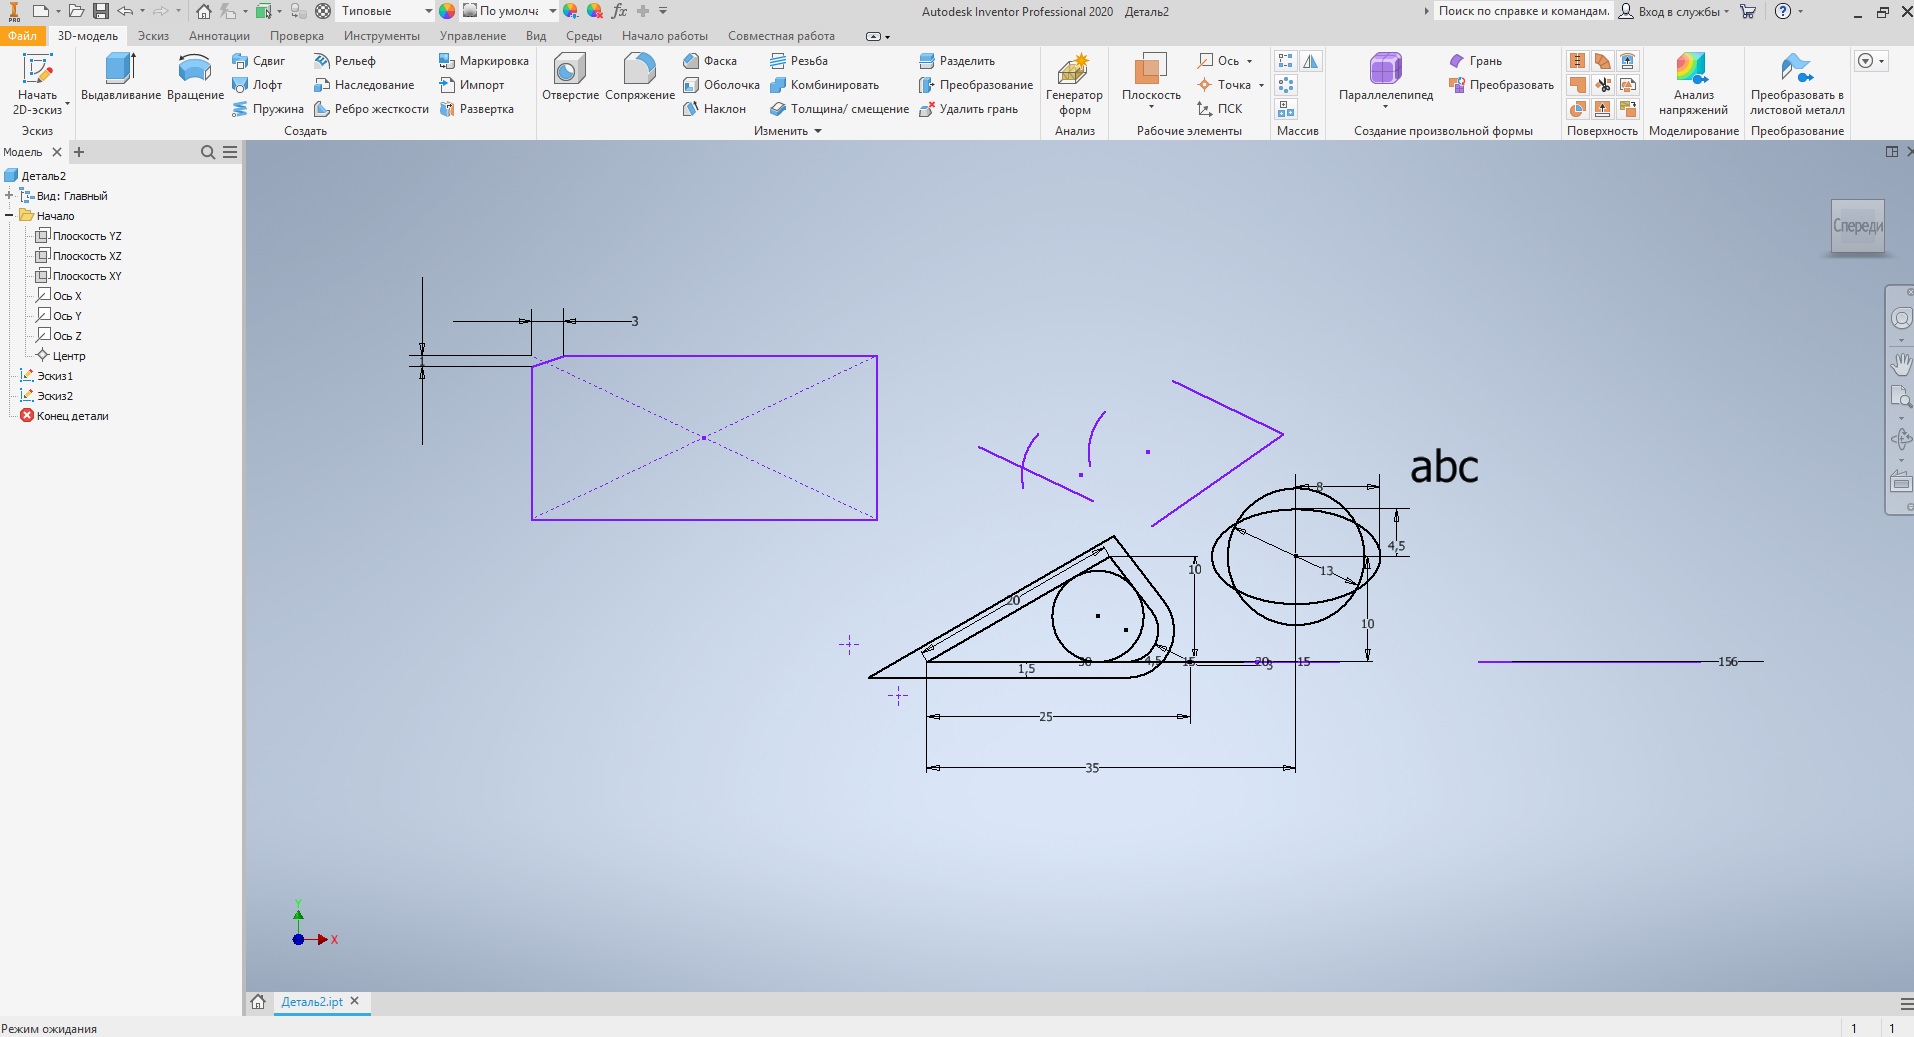 PRO Типовые По умолча fx Autodesk Inventor Professional 2020 Деталь2 Поиск по справке и командам. Вход в службы
Файл 3D-модель Эскиз Аннотации Проверка Инструменты Управление Вид Среды Начало работы Совместная работа
Начать 2D-эскиз Выдавливание Вращение
Сдвиг Рельеф Маркировка
Лофт Наследование Импорт
Пружина Ребро жесткости Развертка
Отверстие Сопряжение
Фаска Резьба Разделить
Оболочка Комбинировать Преобразование
Наклон Толщина/ смещение Удалить грань
Генератор форм Плоскость
Ось
Точка
ПСК
Параллелепипед
Грань
Преобразовать
Анализ напряжений
Преобразовать в листовой металл
Эскиз Создать Изменить Анализ Рабочие элементы Массив Создание произвольной формы Поверхность Моделирование Преобразование
Модель
Деталь2
Вид: Главный
Начало
Плоскость YZ
Плоскость XZ
Плоскость XY
Ось X
Ось Y
Ось Z
Центр
Эскиз1
Эскиз2
Конец детали
Спереди
3
abc
8
4,5
13
10
10
20
1,5
30
4,5
15
20
3
15
156
25
35
Y
X
Деталь2.ipt
Режим ожидания 1 1